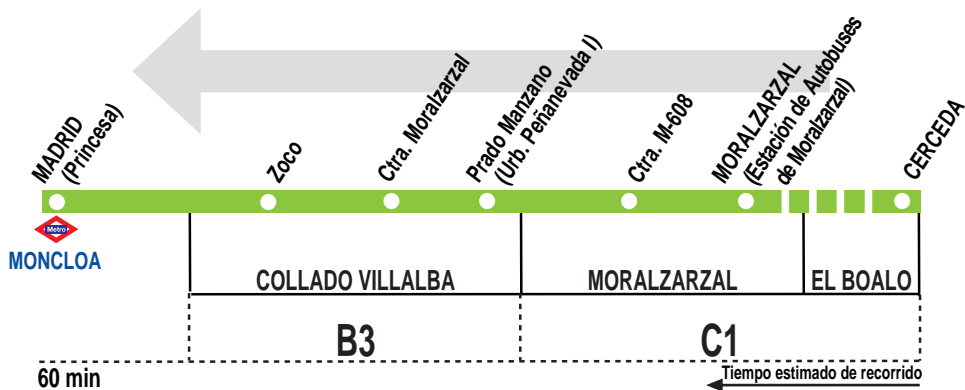 MADRID
(Princesa)
Zoco
Ctra. Moralzarzal
Prado Manzano
(Urb. Peñanevada I)
Ctra. M-608
MORALZARZAL
(Estación de Autobuses
de Moralzarzal)
CERCEDA
Metro
MONCLOA
COLLADO VILLALBA
MORALZARZAL
EL BOALO
B3
C1
60 min
Tiempo estimado de recorrido